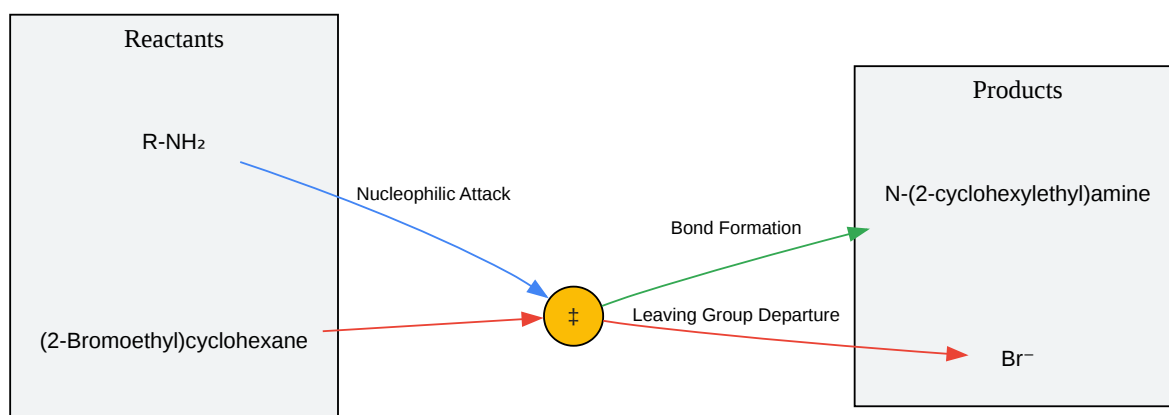 Reactants
R-NH₂
(2-Bromoethyl)cyclohexane
Nucleophilic Attack
‡
Bond Formation
Leaving Group Departure
Products
N-(2-cyclohexylethyl)amine
Br⁻